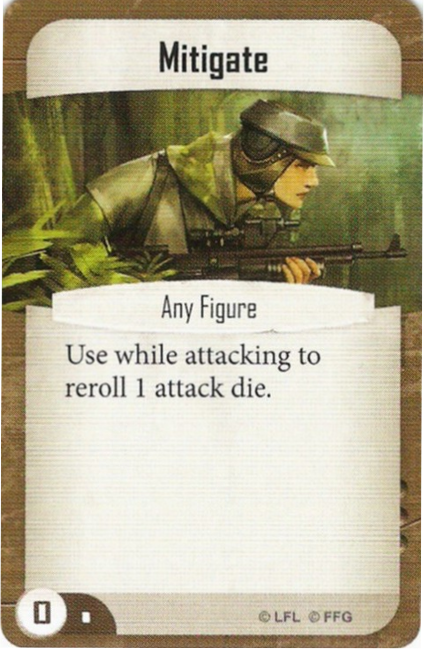 Mitigate
Any Figure
Use while attacking to
reroll 1 attack die.
0
© LFL © FFG